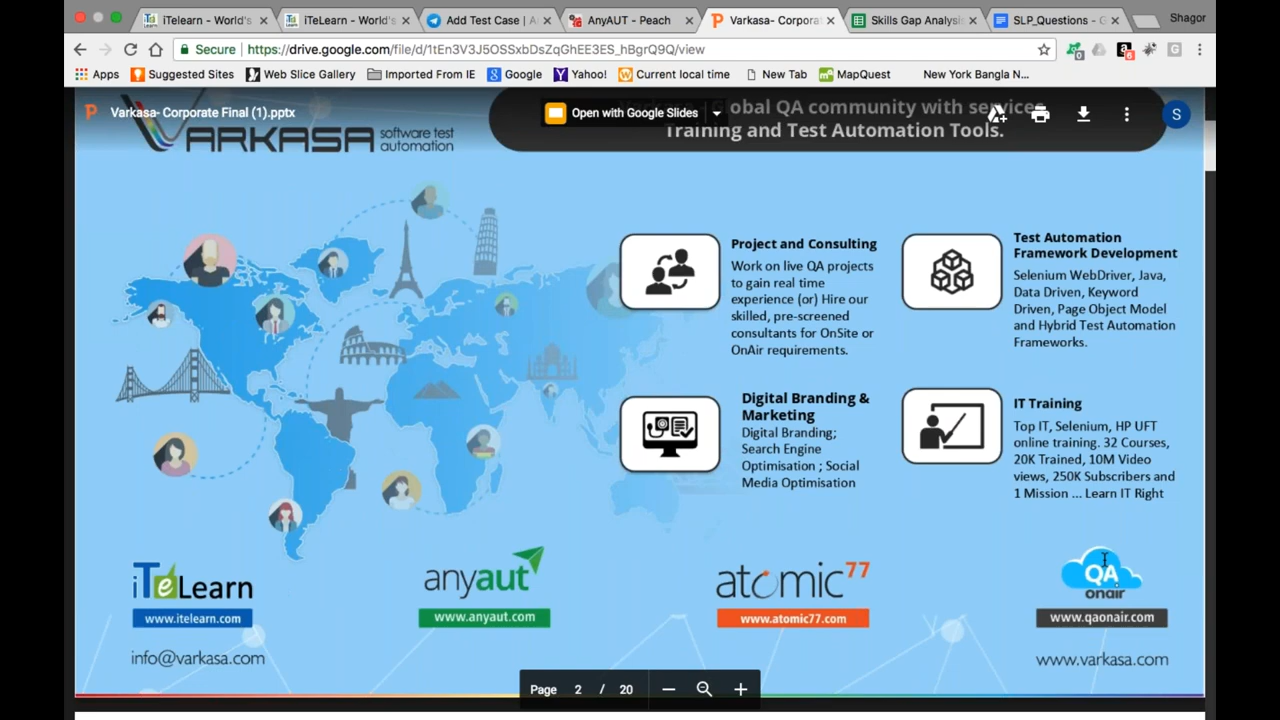 iTelearn - World's
iTelearn - World's
Add Test Case | A
AnyAUT - Peach
Varkasa- Corporat
Skills Gap Analysis
SLP_Questions - G
Shagor
Secure
https://drive.google.com/file/d/1tEn3V3J5OSSxbDsZqGhEE3ES_hBgrQ9Q/view
Apps
Suggested Sites
Web Slice Gallery
Imported From IE
Google
Yahoo!
Current local time
New Tab
MapQuest
New York Bangla N...
Varkasa- Corporate Final (1).pptx
Open with Google Slides
S
VARKASA
software test
automation
obal QA community with services
Training and Test Automation Tools.
Project and Consulting
Work on live QA projects
to gain real time
experience (or) Hire our
skilled, pre-screened
consultants for OnSite or
OnAir requirements.
Test Automation
Framework Development
Selenium WebDriver, Java,
Data Driven, Keyword
Driven, Page Object Model
and Hybrid Test Automation
Frameworks.
Digital Branding &
Marketing
Digital Branding;
Search Engine
Optimisation ; Social
Media Optimisation
IT Training
Top IT, Selenium, HP UFT
online training. 32 Courses,
20K Trained, 10M Video
views, 250K Subscribers and
1 Mission ... Learn IT Right
iTeLearn
www.itelearn.com
anyaut
www.anyaut.com
atomic77
www.atomic77.com
QA
onair
www.qaonair.com
info@varkasa.com
www.varkasa.com
Page 2 / 20